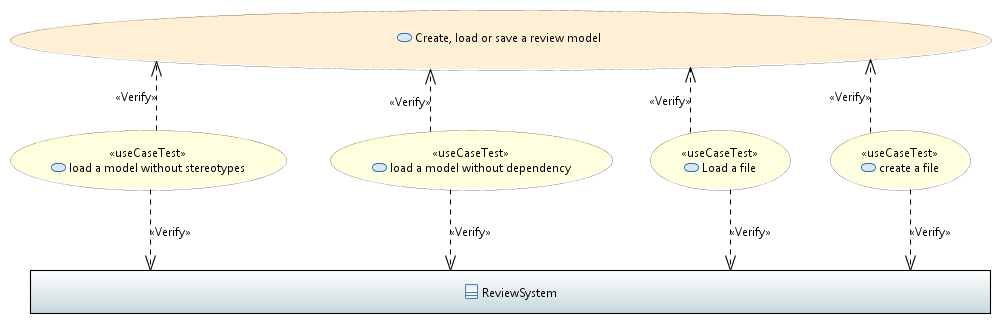 Create, load or save a review model
«Verify»
«Verify»
«Verify»
«Verify»
«useCaseTest»
load a model without stereotypes
«useCaseTest»
load a model without dependency
«useCaseTest»
Load a file
«useCaseTest»
create a file
«Verify»
«Verify»
«Verify»
«Verify»
ReviewSystem